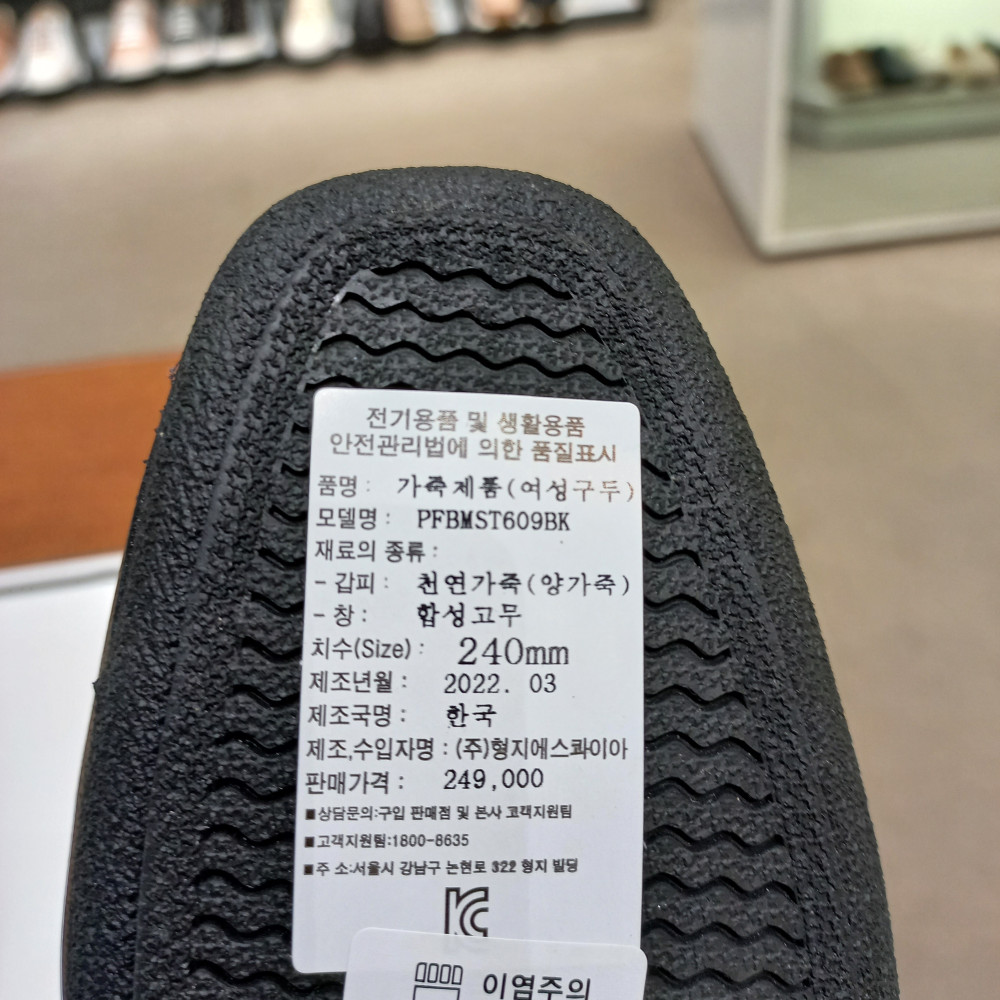 전기용품 및 생활용품
안전관리법에 의한 품질표시
품명 : 가죽제품(여성구두)
모델명 : PFBMST609BK
재료의 종류 :
- 갑피 : 천연가죽(양가죽)
- 창 : 합성고무
치수(Size) : 240mm
제조년월 : 2022. 03
제조국명 : 한국
제조,수입자명 : (주)형지에스콰이아
판매가격 : 249,000
■상담문의:구입 판매점 및 본사 고객지원팀
■고객지원팀:1800-8635
■주 소:서울시 강남구 논현로 322 형지 빌딩
이염주의